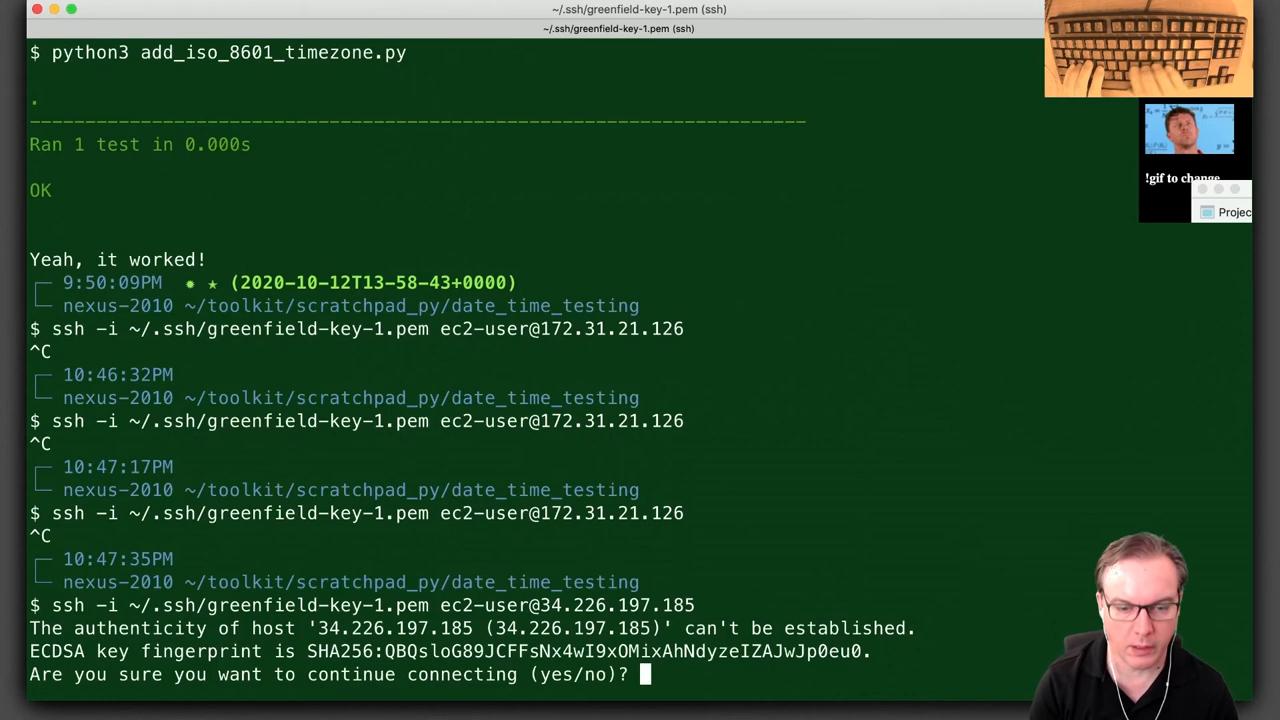 ~/.ssh/greenfield-key-1.pem (ssh)
~/.ssh/greenfield-key-1.pem (ssh)
$ python3 add_iso_8601_timezone.py
.
----------------------------------------------------------------------
Ran 1 test in 0.000s
OK
Yeah, it worked!
9:50:09PM ✹ ★ (2020-10-12T13-58-43+0000)
nexus-2010 ~/toolkit/scratchpad_py/date_time_testing
$ ssh -i ~/.ssh/greenfield-key-1.pem ec2-user@172.31.21.126
^C
10:46:32PM
nexus-2010 ~/toolkit/scratchpad_py/date_time_testing
$ ssh -i ~/.ssh/greenfield-key-1.pem ec2-user@172.31.21.126
^C
10:47:17PM
nexus-2010 ~/toolkit/scratchpad_py/date_time_testing
$ ssh -i ~/.ssh/greenfield-key-1.pem ec2-user@172.31.21.126
^C
10:47:35PM
nexus-2010 ~/toolkit/scratchpad_py/date_time_testing
$ ssh -i ~/.ssh/greenfield-key-1.pem ec2-user@34.226.197.185
The authenticity of host '34.226.197.185 (34.226.197.185)' can't be established.
ECDSA key fingerprint is SHA256:QBQsloG89JCFFsNx4wI9xOMixAhNdyzeIZAJwJp0eu0.
Are you sure you want to continue connecting (yes/no)?
!gif to change
Projec